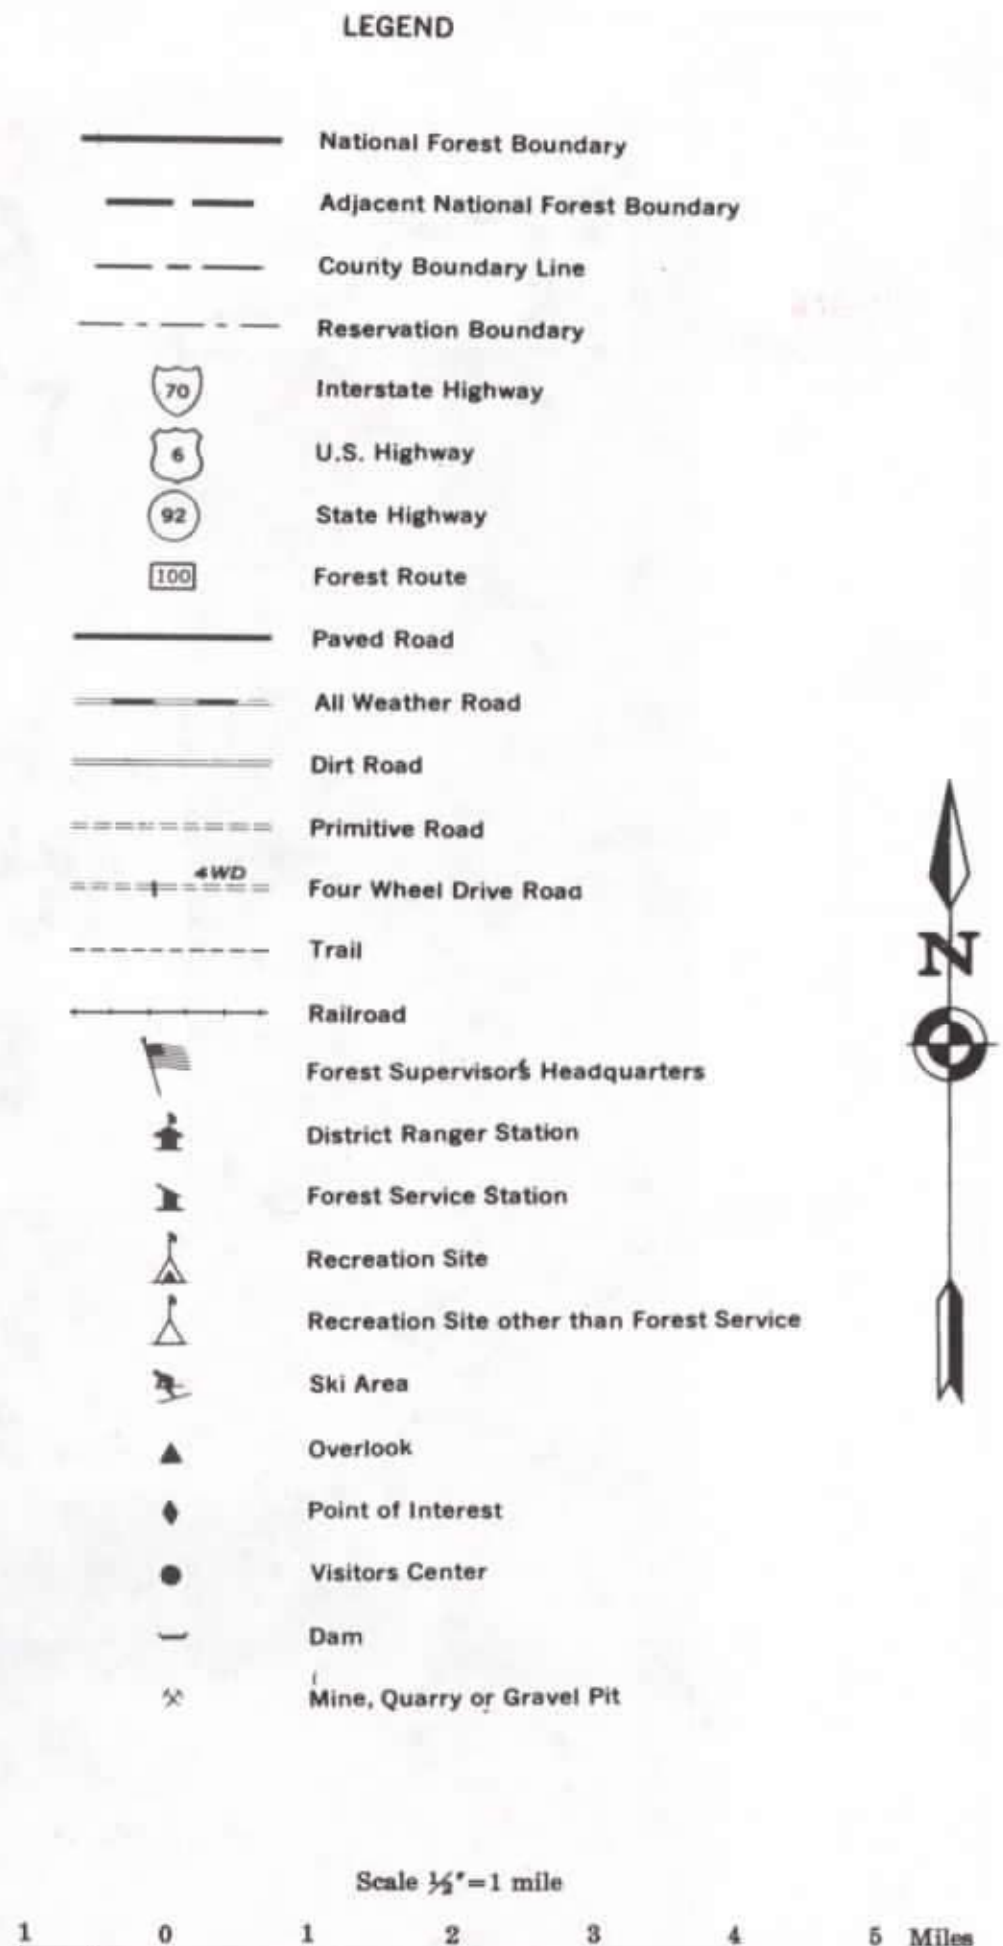 LEGEND
National Forest Boundary
Adjacent National Forest Boundary
County Boundary Line
Reservation Boundary
70 Interstate Highway
6 U.S. Highway
92 State Highway
100 Forest Route
Paved Road
All Weather Road
Dirt Road
Primitive Road
4WD Four Wheel Drive Road
Trail
Railroad
Forest Supervisor's Headquarters
District Ranger Station
Forest Service Station
Recreation Site
Recreation Site other than Forest Service
Ski Area
Overlook
Point of Interest
Visitors Center
Dam
Mine, Quarry or Gravel Pit
N
Scale ½"=1 mile
1 0 1 2 3 4 5 Miles